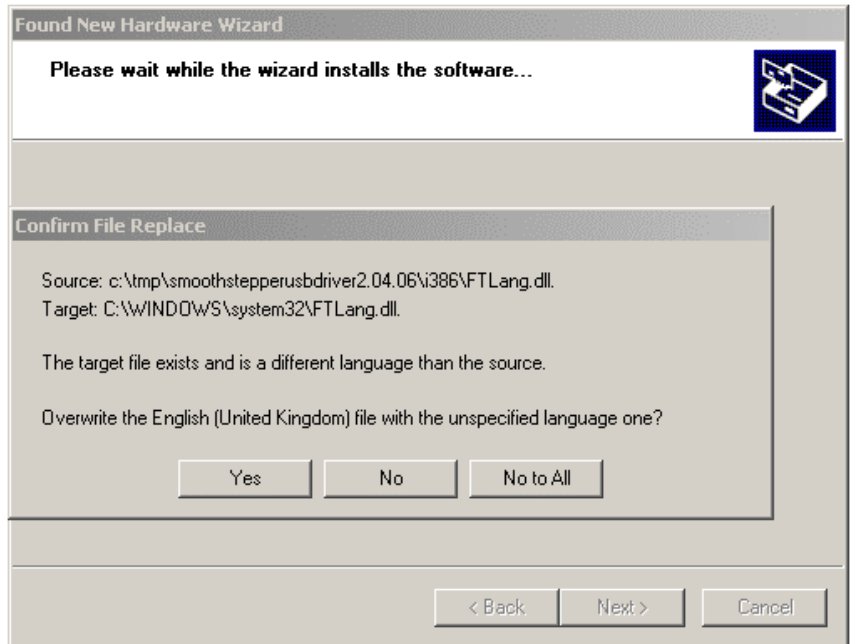 Found New Hardware Wizard
Please wait while the wizard installs the software...
Confirm File Replace
Source: c:\tmp\smoothstepperusbdriver2.04.06\i386\FTLang.dll.
Target: C:\WINDOWS\system32\FTLang.dll.
The target file exists and is a different language than the source.
Overwrite the English (United Kingdom) file with the unspecified language one?
Yes No No to All
< Back Next > Cancel